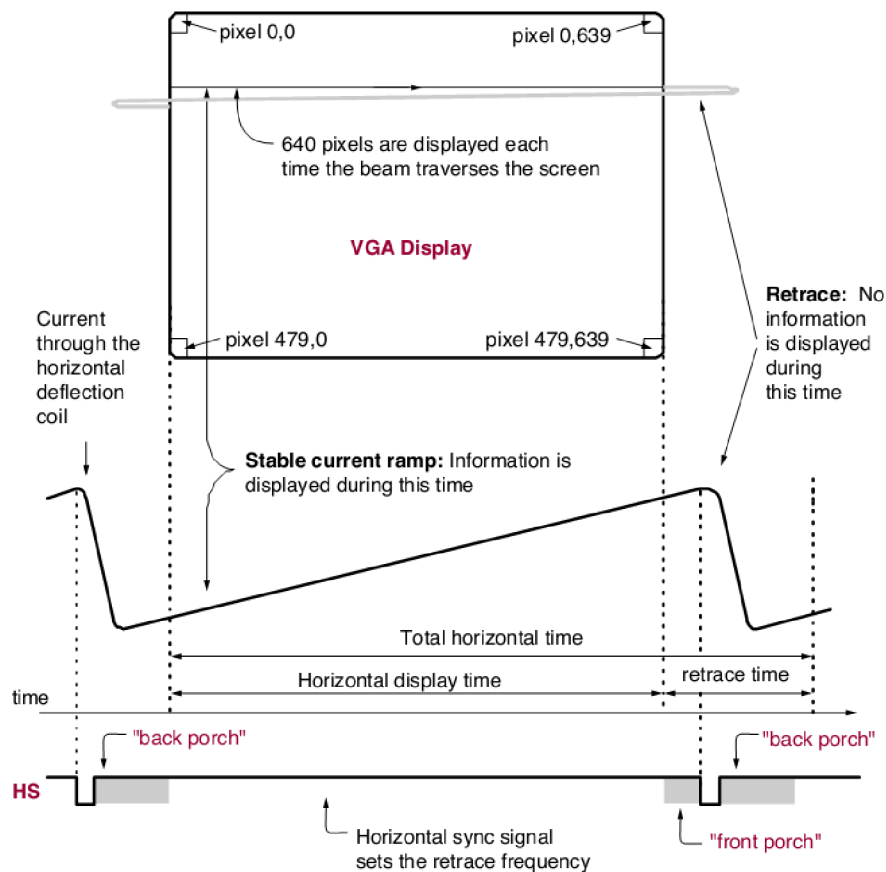 pixel 0,0
pixel 0,639
640 pixels are displayed each
time the beam traverses the screen
VGA Display
Retrace: No
information
is displayed
during
this time
pixel 479,0
pixel 479,639
Current
through the
horizontal
deflection
coil
Stable current ramp: Information is
displayed during this time
Total horizontal time
Horizontal display time
retrace time
time
"back porch"
"back porch"
HS
Horizontal sync signal
sets the retrace frequency
"front porch"